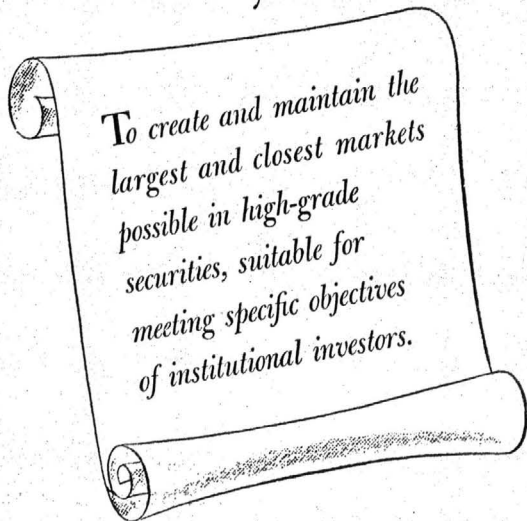 To create and maintain the
largest and closest markets
possible in high-grade
securities, suitable for
meeting specific objectives
of institutional investors.